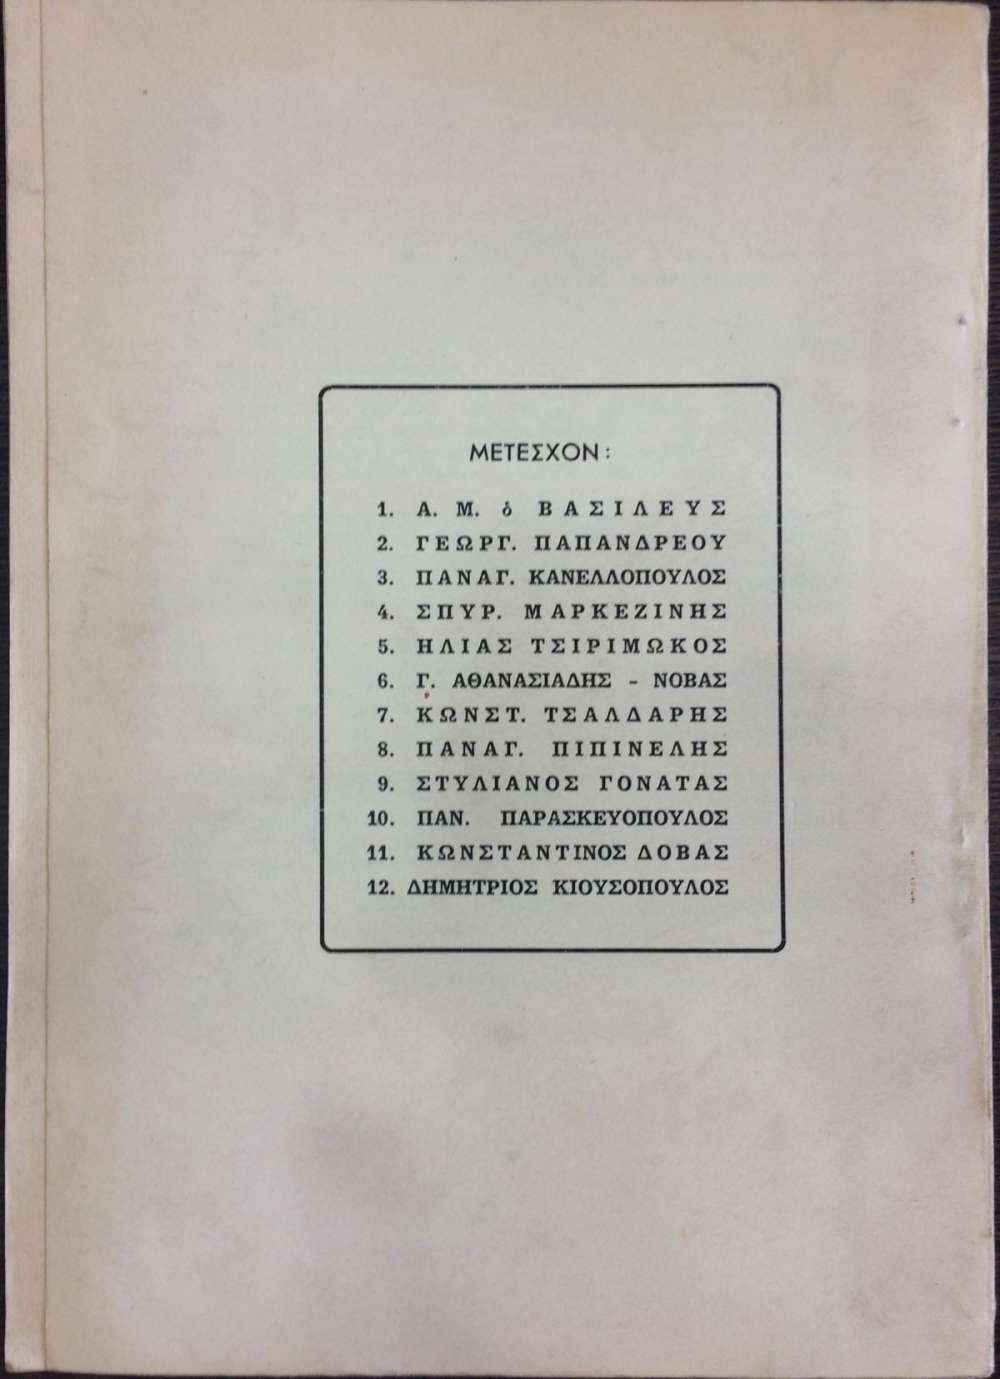 ΜΕΤΕΣΧΟΝ:
1. Α. Μ. ὁ ΒΑΣΙΛΕΥΣ
2. ΓΕΩΡΓ. ΠΑΠΑΝΔΡΕΟΥ
3. ΠΑΝΑΓ. ΚΑΝΕΛΛΟΠΟΥΛΟΣ
4. ΣΠΥΡ. ΜΑΡΚΕΖΙΝΗΣ
5. ΗΛΙΑΣ ΤΣΙΡΙΜΩΚΟΣ
6. Γ. ΑΘΑΝΑΣΙΑΔΗΣ - ΝΟΒΑΣ
7. ΚΩΝΣΤ. ΤΣΑΛΔΑΡΗΣ
8. ΠΑΝΑΓ. ΠΙΠΙΝΕΛΗΣ
9. ΣΤΥΛΙΑΝΟΣ ΓΟΝΑΤΑΣ
10. ΠΑΝ. ΠΑΡΑΣΚΕΥΟΠΟΥΛΟΣ
11. ΚΩΝΣΤΑΝΤΙΝΟΣ ΔΟΒΑΣ
12. ΔΗΜΗΤΡΙΟΣ ΚΙΟΥΣΟΠΟΥΛΟΣ